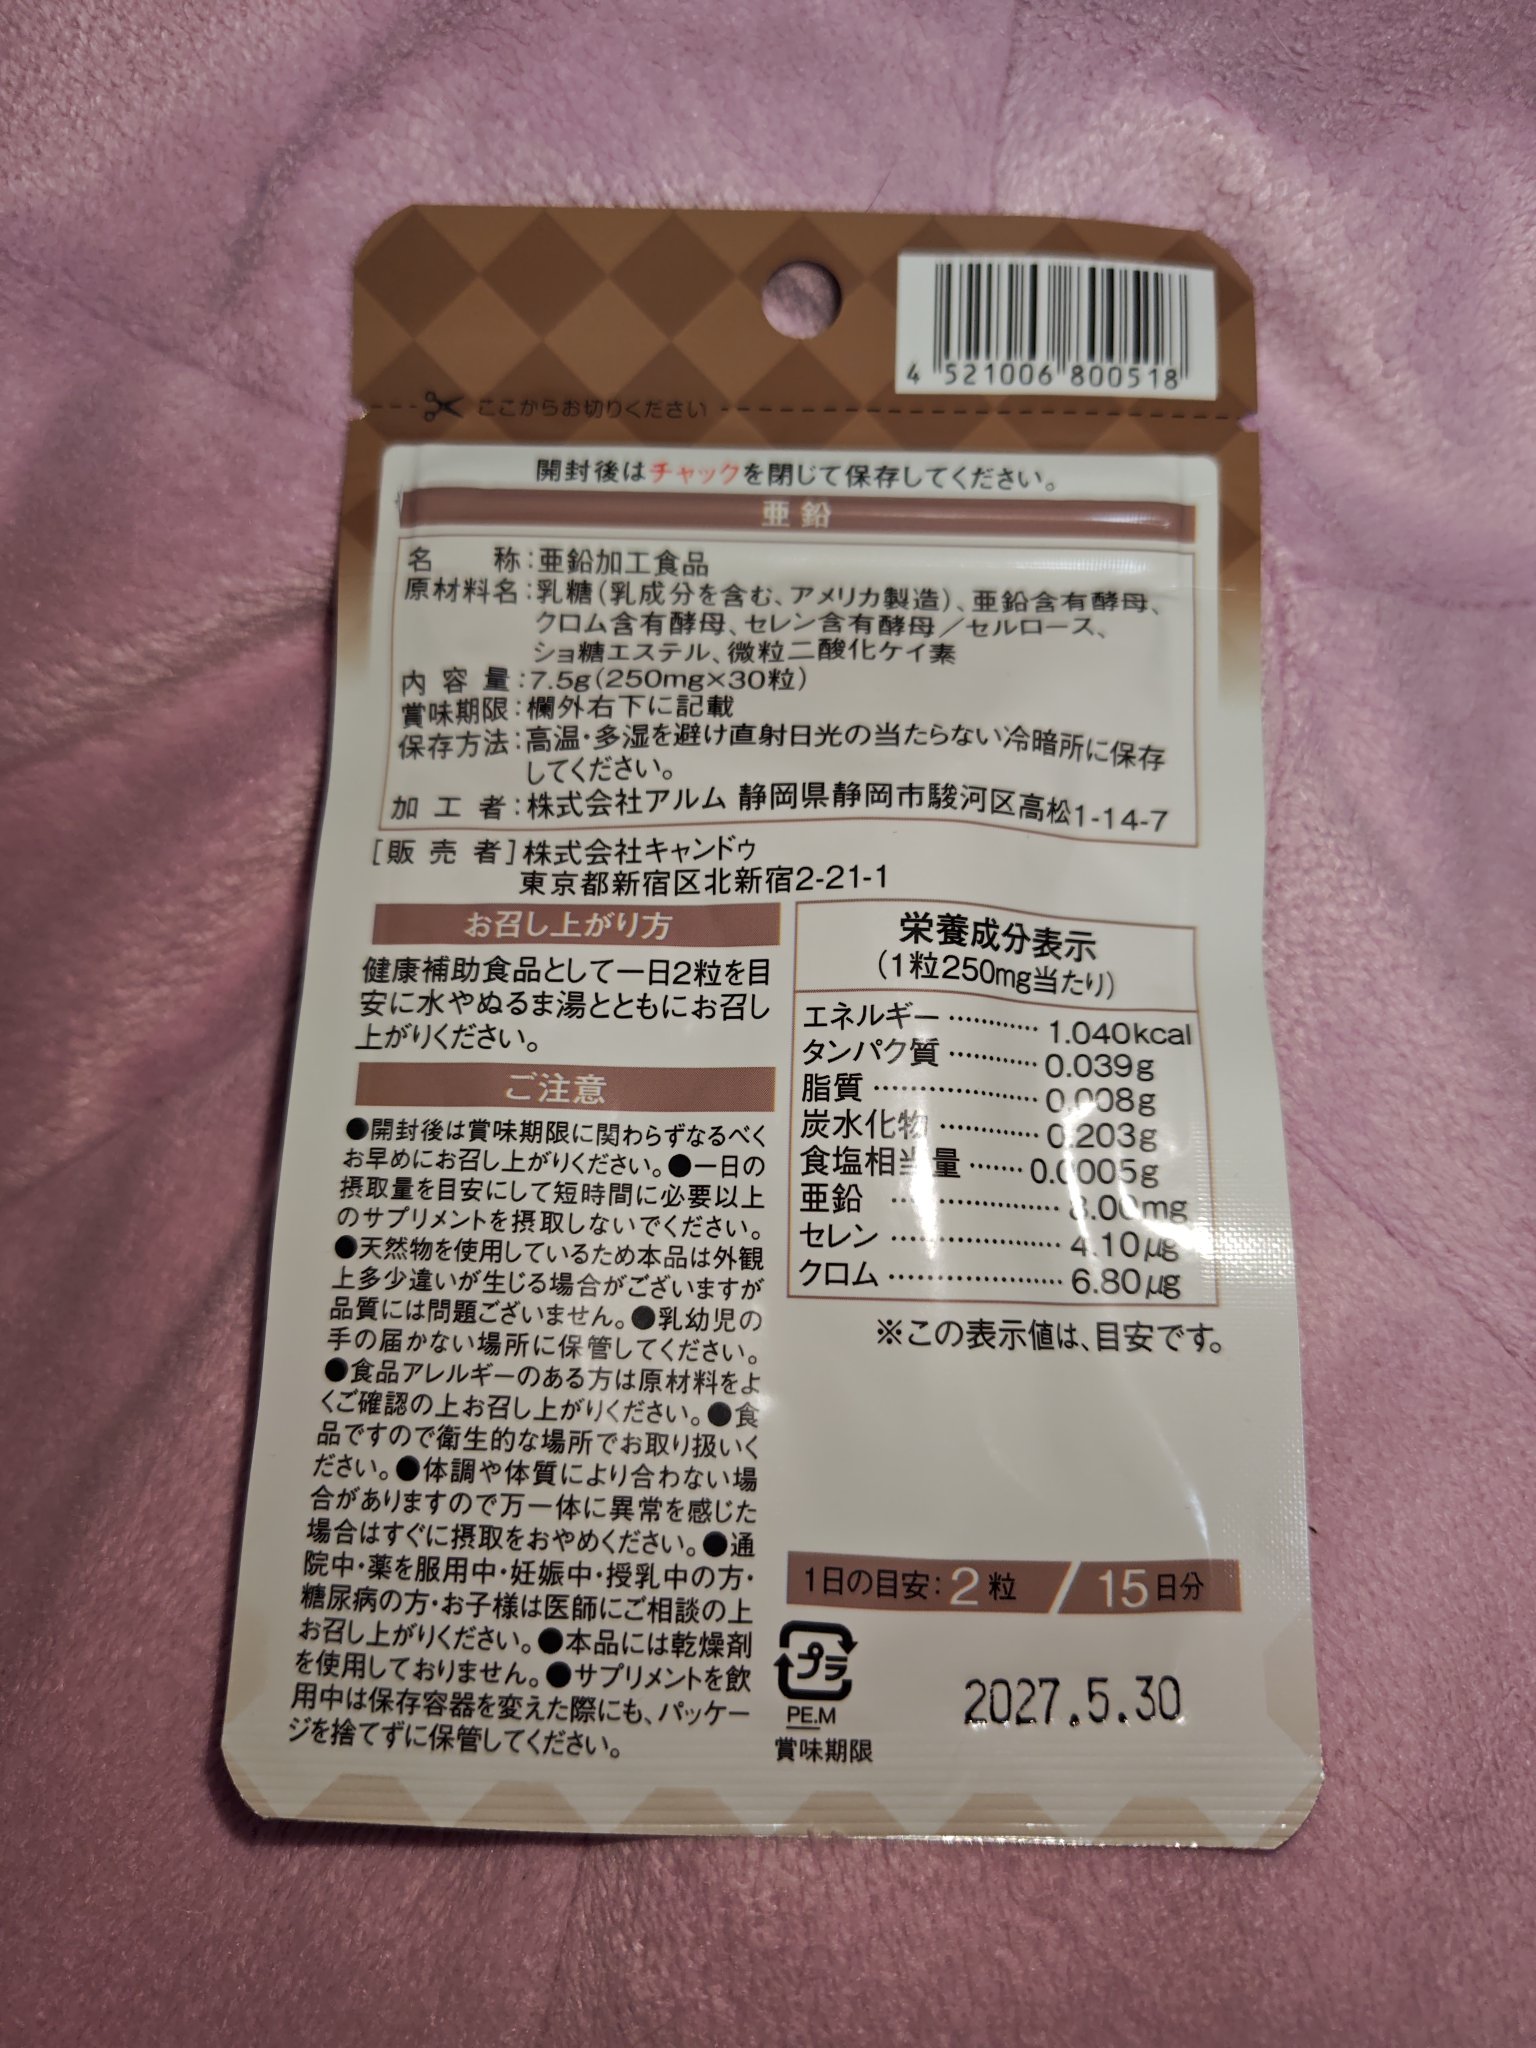 4 521006 800518
ここからお切りください
開封後はチャックを閉じて保存してください。
亜鉛
名称:亜鉛加工食品
原材料名:乳糖(乳成分を含む、アメリカ製造)、亜鉛含有酵母、
クロム含有酵母、セレン含有酵母/セルロース、
ショ糖エステル、微粒二酸化ケイ素
内容量:7.5g(250mg×30粒)
賞味期限:欄外右下に記載
保存方法:高温・多湿を避け直射日光の当たらない冷暗所に保存
してください。
加工者:株式会社アルム 静岡県静岡市駿河区高松1-14-7
[販売者]株式会社キャンドゥ
東京都新宿区北新宿2-21-1
お召し上がり方
健康補助食品として一日2粒を目
安に水やぬるま湯とともにお召し
上がりください。
ご注意
●開封後は賞味期限に関わらずなるべく
お早めにお召し上がりください。●一日の
摂取量を目安にして短時間に必要以上
のサプリメントを摂取しないでください。
●天然物を使用しているため本品は外観
上多少違いが生じる場合がございますが
品質には問題ございません。●乳幼児の
手の届かない場所に保管してください。
●食品アレルギーのある方は原材料をよ
くご確認の上お召し上がりください。●食
品ですので衛生的な場所でお取り扱いく
ださい。●体調や体質により合わない場
合がありますので万一体に異常を感じた
場合はすぐに摂取をおやめください。●通
院中・薬を服用中・妊娠中・授乳中の方・
糖尿病の方・お子様は医師にご相談の上
お召し上がりください。●本品には乾燥剤
を使用しておりません。●サプリメントを飲
用中は保存容器を変えた際にも、パッケー
ジを捨てずに保管してください。
栄養成分表示
(1粒250mg当たり)
エネルギー…………1.040kcal
タンパク質…………0.039g
脂質………………0.008g
炭水化物…………0.203g
食塩相当量……0.0005g
亜鉛………………8.00mg
セレン………………4.10μg
クロム………………6.80μg
※この表示値は、目安です。
1日の目安:2粒/15日分
プラ
PE.M
2027.5.30
賞味期限